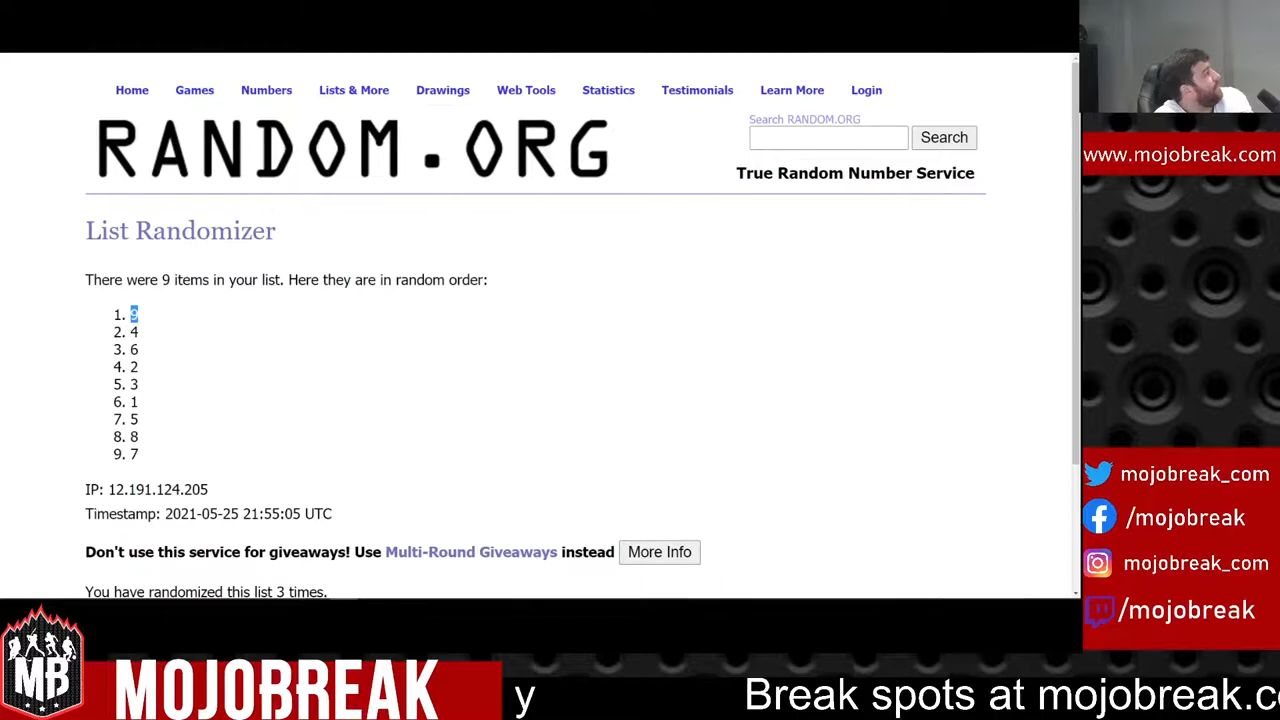 Home Games Numbers Lists & More Drawings Web Tools Statistics Testimonials Learn More Login
RANDOM.ORG
Search RANDOM.ORG
Search
True Random Number Service
List Randomizer
There were 9 items in your list. Here they are in random order:
1. 9
2. 4
3. 6
4. 2
5. 3
6. 1
7. 5
8. 8
9. 7
IP: 12.191.124.205
Timestamp: 2021-05-25 21:55:05 UTC
Don't use this service for giveaways! Use Multi-Round Giveaways instead More Info
You have randomized this list 3 times.
www.mojobreak.com
mojobreak_com
/mojobreak
mojobreak_com
/mojobreak
MB
MOJOBREAK
y Break spots at mojobreak.c